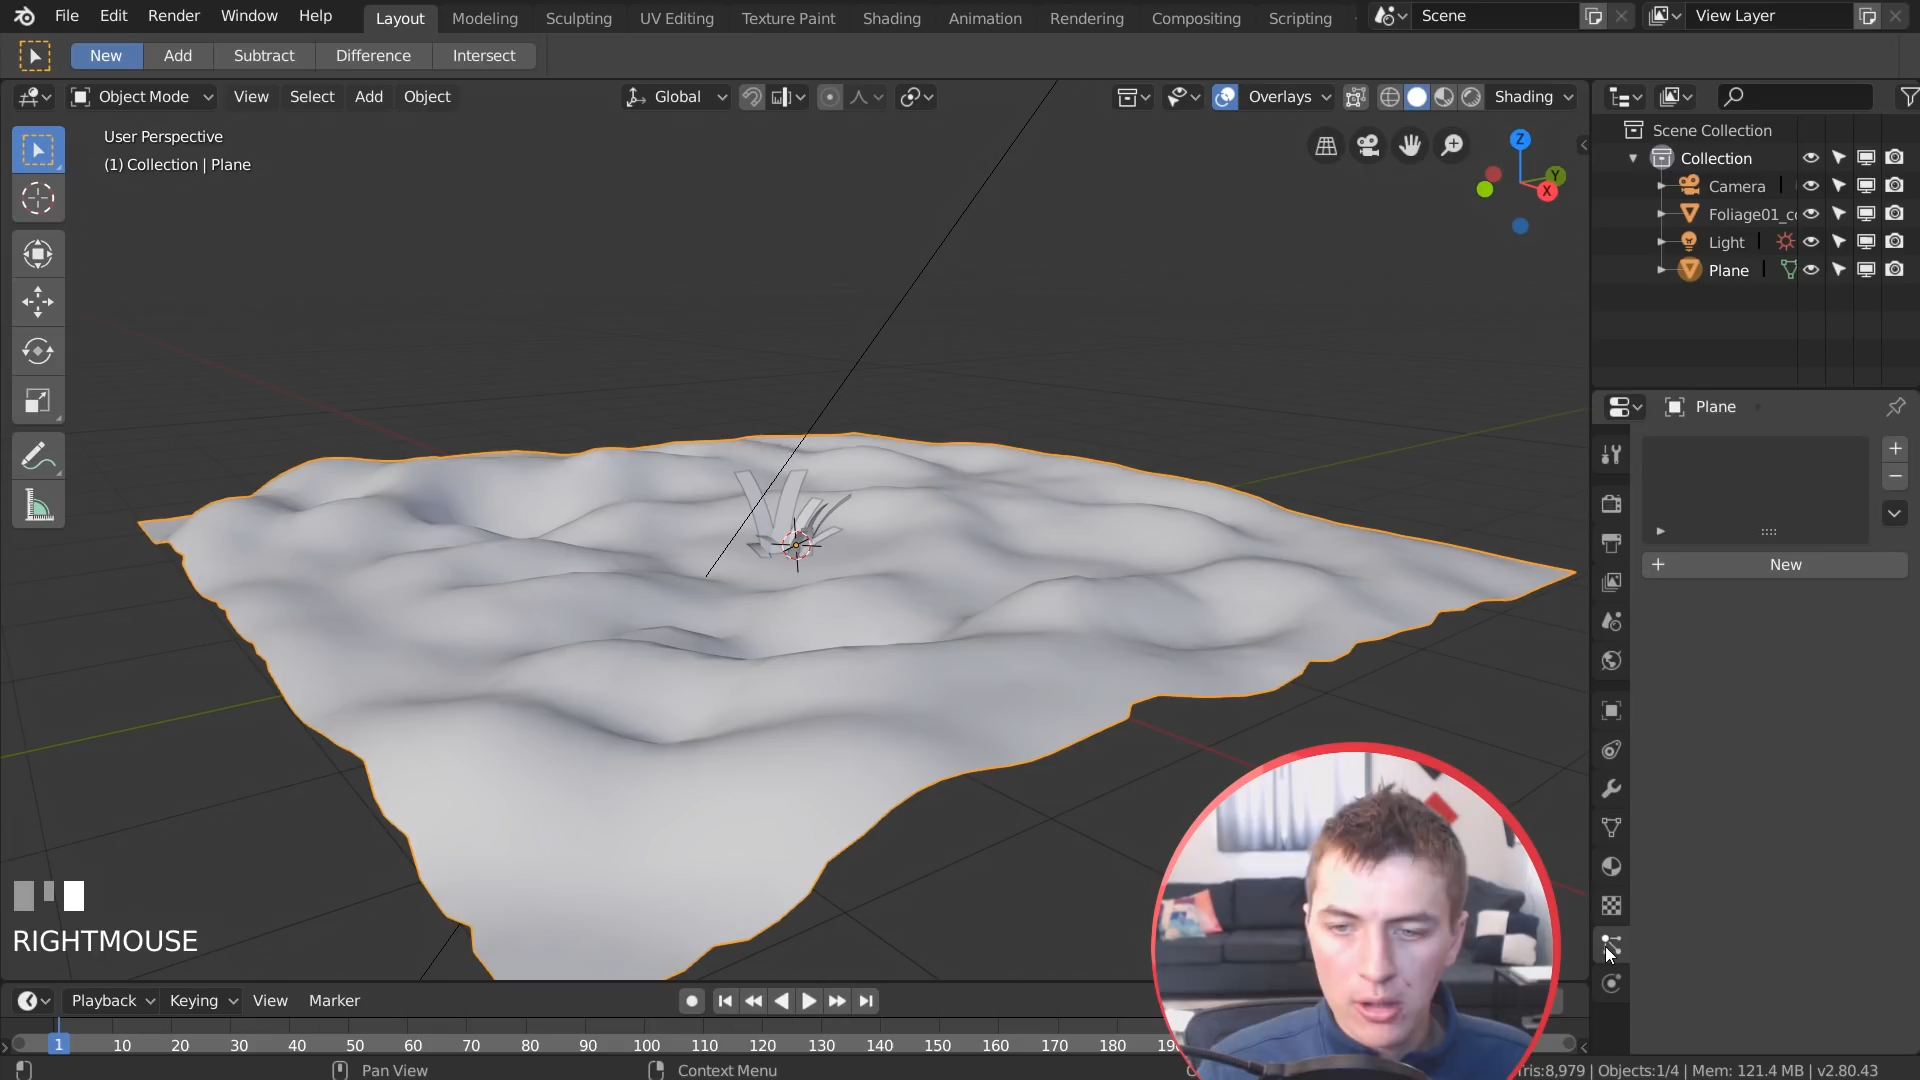 File Edit Render Window Help Layout Modeling Sculpting UV Editing Texture Paint Shading Animation Rendering Compositing Scripting Scene View Layer
New Add Subtract Difference Intersect
Object Mode View Select Add Object Global Overlays Shading
User Perspective
(1) Collection | Plane
Z
Y
X
Scene Collection
Collection
Camera
Foliage01_c
Light
Plane
Plane
New
RIGHTMOUSE
Playback Keying View Marker
1 10 20 30 40 50 60 70 80 90 100 110 120 130 140 150 160 170 180
Pan View Context Menu Tris:8,979 | Objects:1/4 | Mem: 121.4 MB | v2.80.43